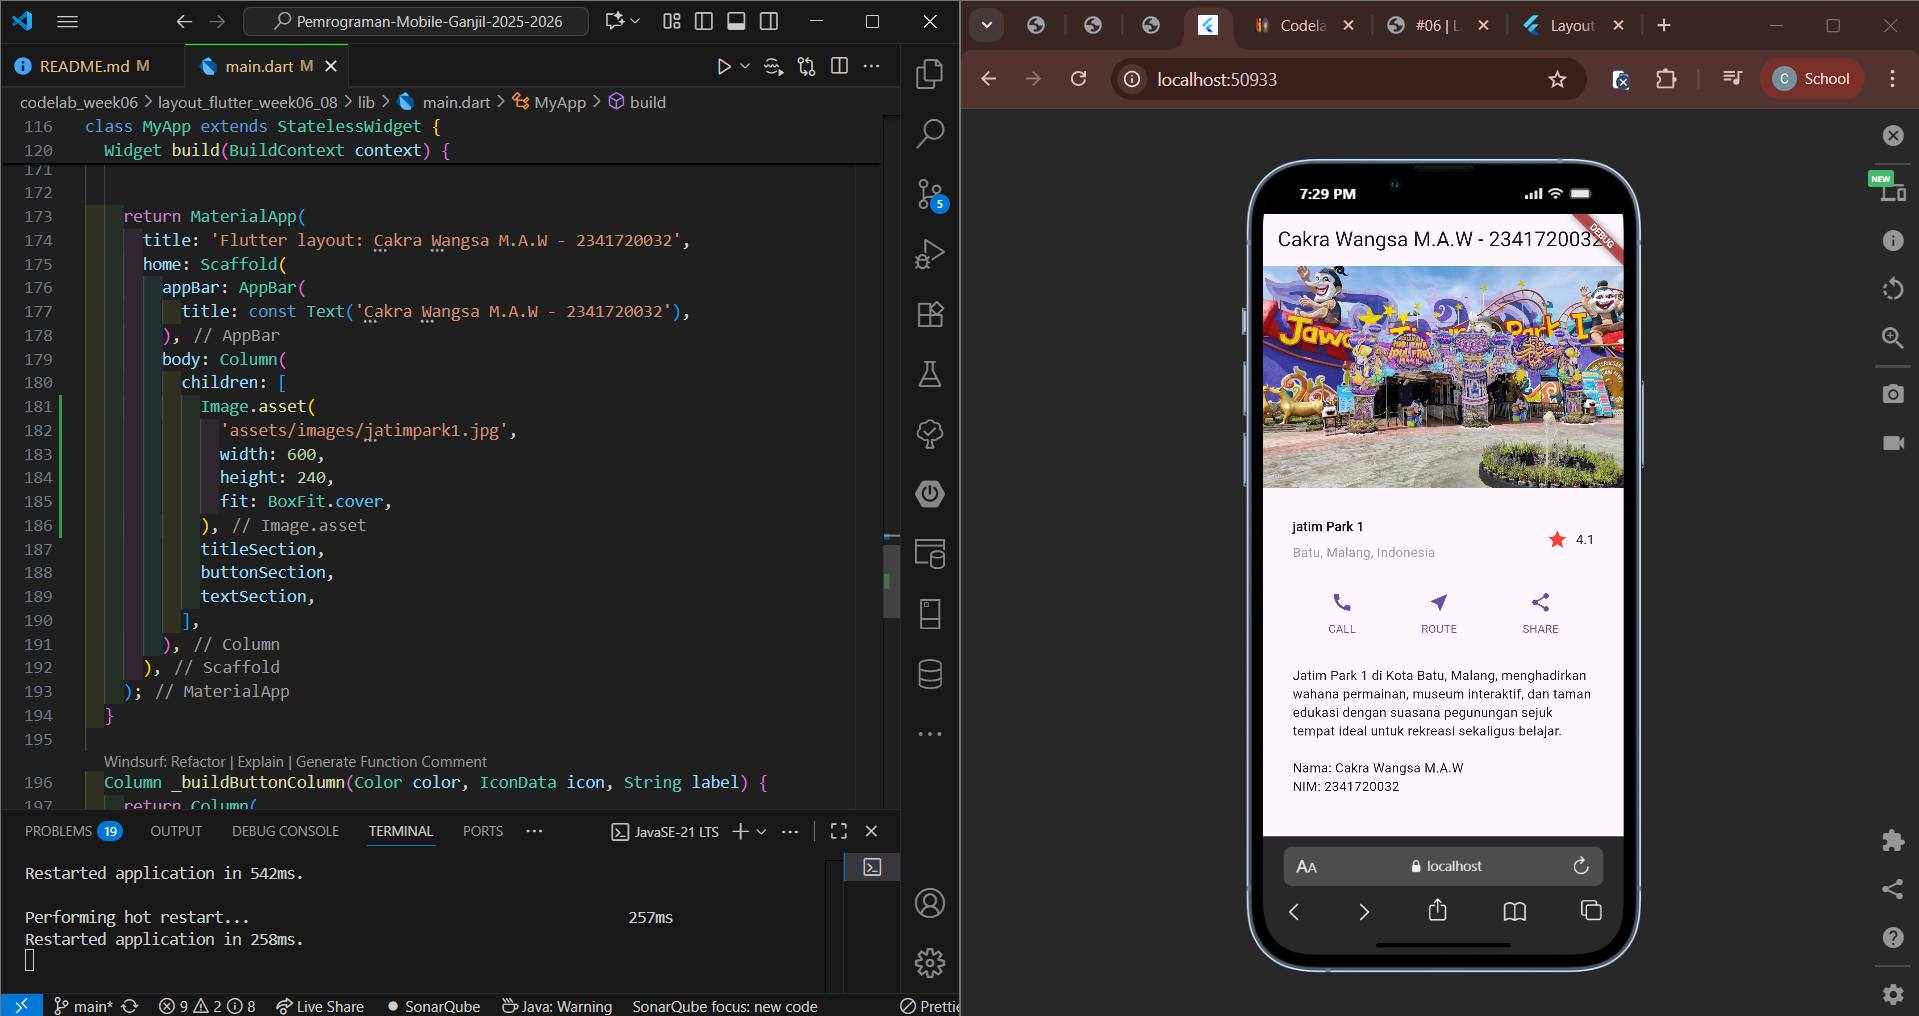 Pemrograman-Mobile-Ganjil-2025-2026
README.md M
main.dart M
codelab_week06 > layout_flutter_week06_08 > lib > main.dart > MyApp > build
116 class MyApp extends StatelessWidget {
120 Widget build(BuildContext context) {
171
172
173 return MaterialApp(
174 title: 'Flutter layout: Cakra Wangsa M.A.W - 2341720032',
175 home: Scaffold(
176 appBar: AppBar(
177 title: const Text('Cakra Wangsa M.A.W - 2341720032'),
178 ), // AppBar
179 body: Column(
180 children: [
181 Image.asset(
182 'assets/images/jatimpark1.jpg',
183 width: 600,
184 height: 240,
185 fit: BoxFit.cover,
186 ), // Image.asset
187 titleSection,
188 buttonSection,
189 textSection,
190 ],
191 ), // Column
192 ), // Scaffold
193 ); // MaterialApp
194 }
195
Windsurf: Refactor | Explain | Generate Function Comment
196 Column _buildButtonColumn(Color color, IconData icon, String label) {
197 return Column(
5
PROBLEMS 19 OUTPUT DEBUG CONSOLE TERMINAL PORTS JavaSE-21 LTS
Restarted application in 542ms.
Performing hot restart... 257ms
Restarted application in 258ms.
main* 9 2 8 Live Share SonarQube Java: Warning SonarQube focus: new code Prettie
Codela #06 | L Layout
localhost:50933
C School
NEW
7:29 PM
Cakra Wangsa M.A.W - 2341720032
DEBUG
Jawa Park 1
jatim Park 1
Batu, Malang, Indonesia
4.1
CALL ROUTE SHARE
Jatim Park 1 di Kota Batu, Malang, menghadirkan
wahana permainan, museum interaktif, dan taman
edukasi dengan suasana pegunungan sejuk
tempat ideal untuk rekreasi sekaligus belajar.
Nama: Cakra Wangsa M.A.W
NIM: 2341720032
AA localhost